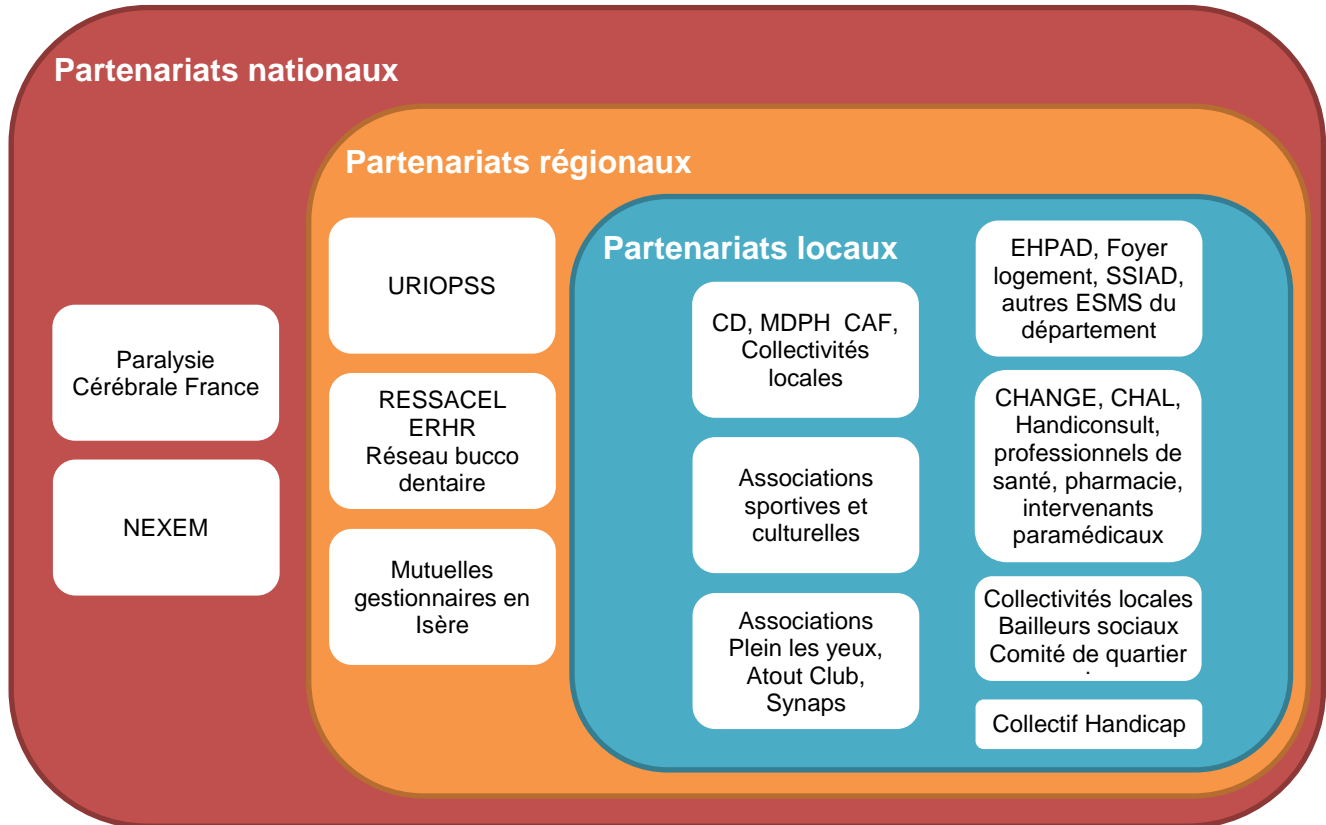 Partenariats nationaux
Paralysie
Cérébrale France
NEXEM
Partenariats régionaux
URIOPSS
RESSACEL
ERHR
Réseau bucco
dentaire
Mutuelles
gestionnaires en
Isère
Partenariats locaux
CD, MDPH  CAF,
Collectivités
locales
Associations
sportives et
culturelles
Associations
Plein les yeux,
Atout Club,
Synaps
EHPAD, Foyer
logement, SSIAD,
autres ESMS du
département
CHANGE, CHAL,
Handiconsult,
professionnels de
santé, pharmacie,
intervenants
paramédicaux
Collectivités locales
Bailleurs sociaux
Comité de quartier
Collectif Handicap